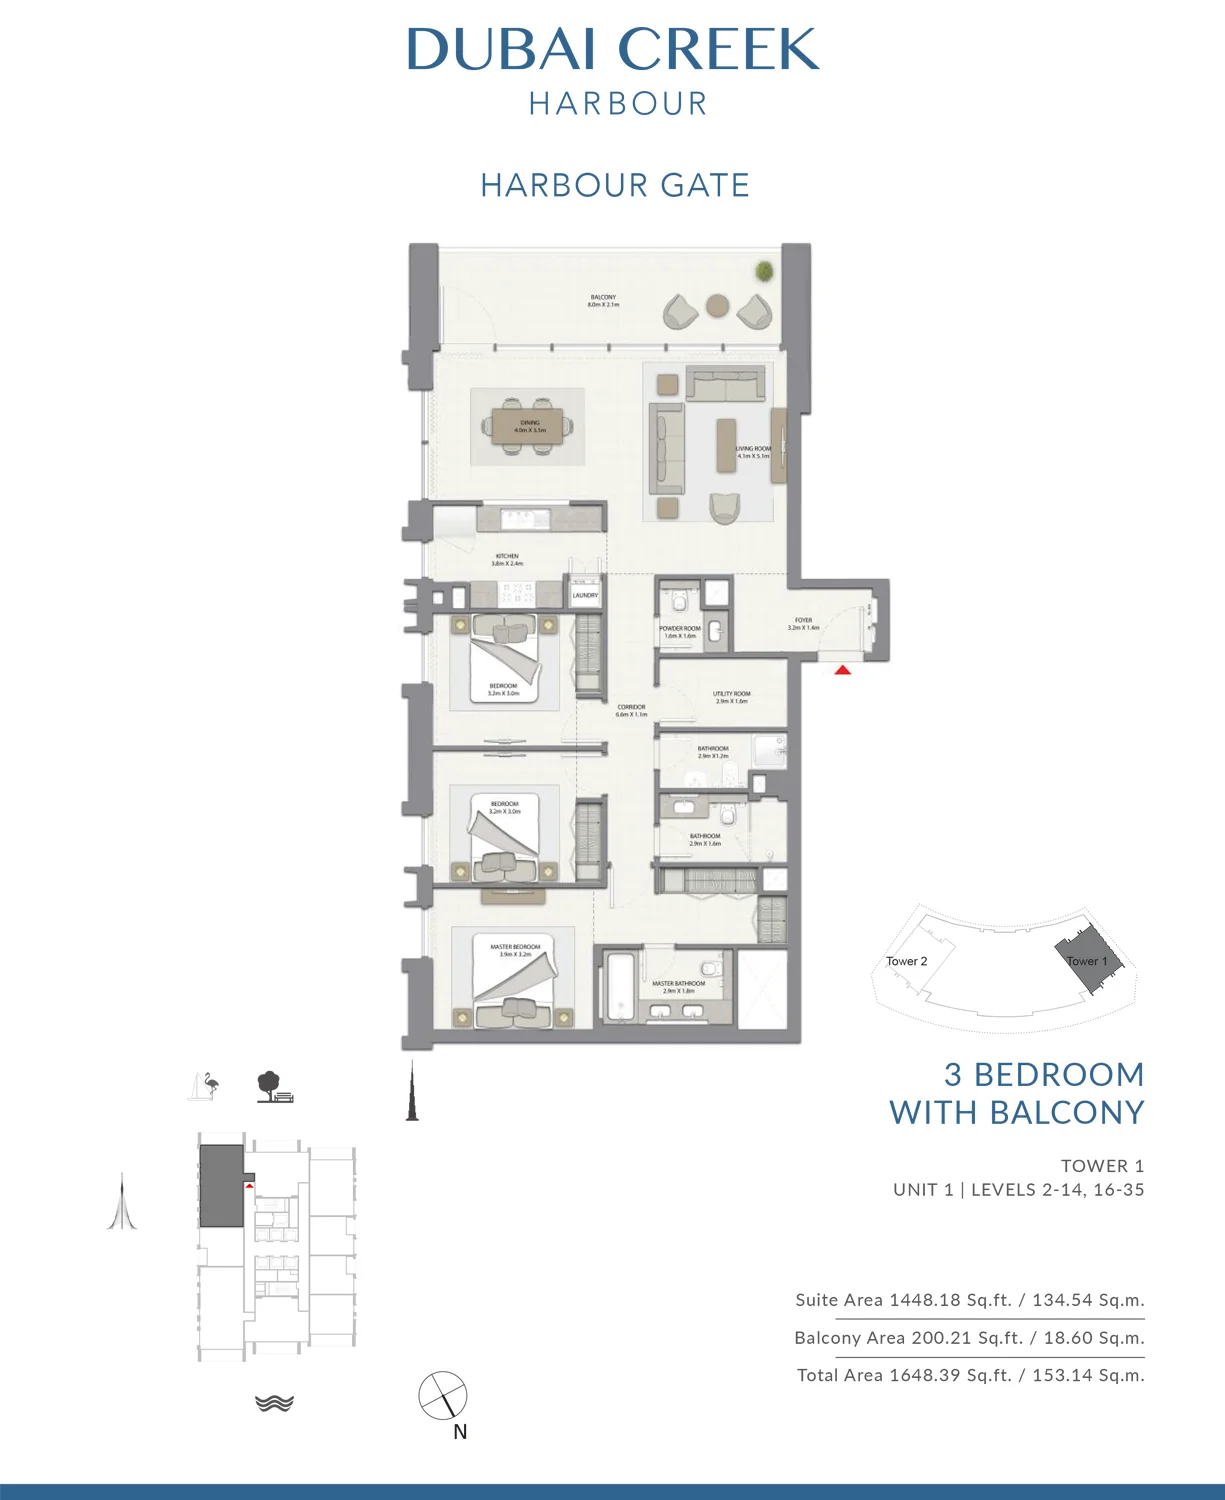 DUBAI CREEK
HARBOUR
HARBOUR GATE
BALCONY
8.0m X 2.1m
DINING
4.0m X 5.1m
LIVING ROOM
4.1m X 5.1m
KITCHEN
3.8m X 2.4m
LAUNDRY
POWDER ROOM
1.6m X 1.6m
FOYER
3.2m X 1.4m
BEDROOM
3.2m X 3.0m
UTILITY ROOM
2.9m X 1.6m
CORRIDOR
6.6m X 1.1m
BATHROOM
2.9m X1.2m
BEDROOM
3.2m X 3.0m
BATHROOM
2.9m X 1.6m
MASTER BEDROOM
3.9m X 3.2m
MASTER BATHROOM
2.9m X 1.8m
Tower 2
Tower 1
3 BEDROOM
WITH BALCONY
TOWER 1
UNIT 1 | LEVELS 2-14, 16-35
Suite Area 1448.18 Sq.ft. / 134.54 Sq.m.
Balcony Area 200.21 Sq.ft. / 18.60 Sq.m.
Total Area 1648.39 Sq.ft. / 153.14 Sq.m.
N